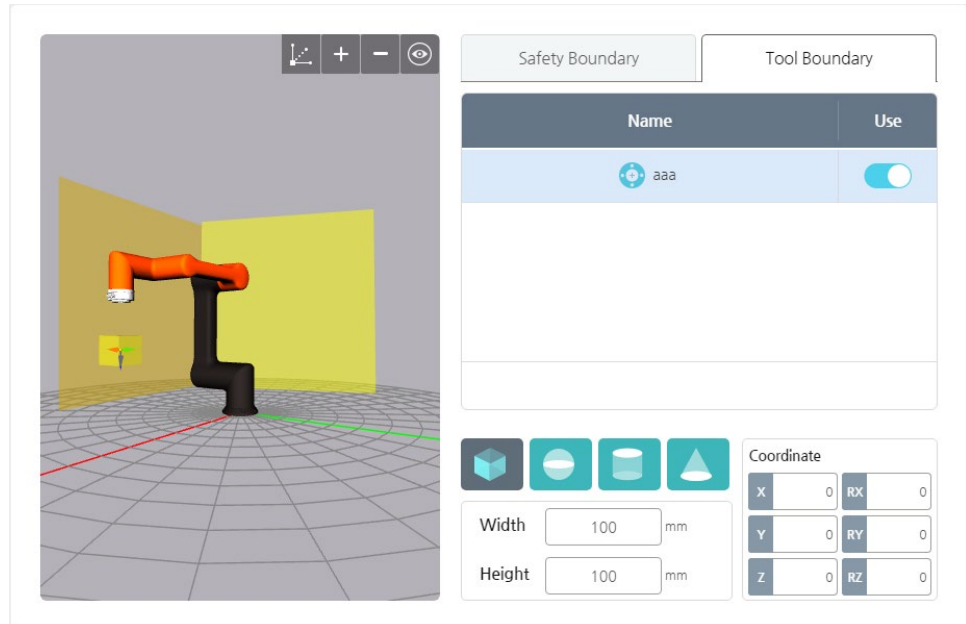 Safety Boundary
Tool Boundary
Name
Use
aaa
Coordinate
X 0 RX 0
Y 0 RY 0
Z 0 RZ 0
Width 100 mm
Height 100 mm